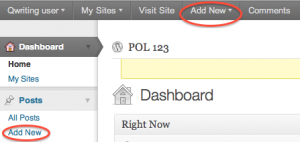 Qwriting user My Sites Visit Site Add New Comments
Dashboard
Home
My Sites
Posts
All Posts
Add New
POL 123
Dashboard
Right Now